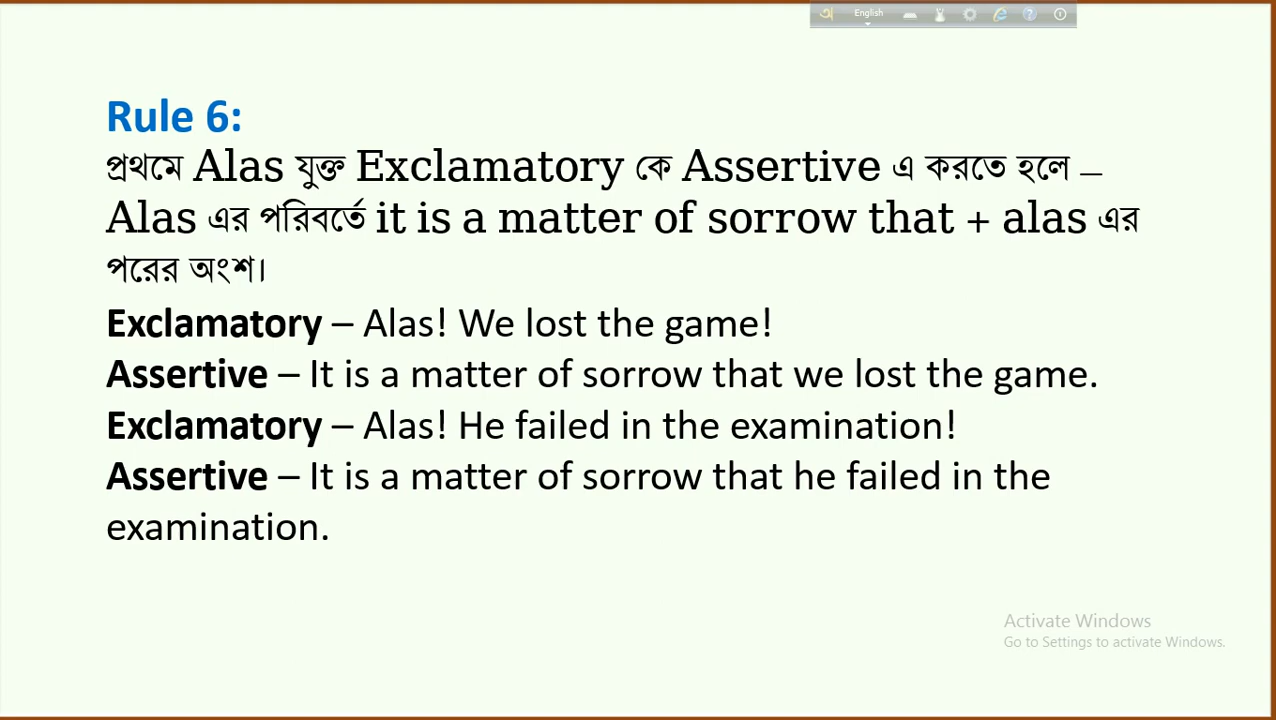 অ English
Rule 6:
প্রথমে Alas যুক্ত Exclamatory কে Assertive এ করতে হলে –
Alas এর পরিবর্তে it is a matter of sorrow that + alas এর
পরের অংশ।
Exclamatory – Alas! We lost the game!
Assertive – It is a matter of sorrow that we lost the game.
Exclamatory – Alas! He failed in the examination!
Assertive – It is a matter of sorrow that he failed in the
examination.
Activate Windows
Go to Settings to activate Windows.